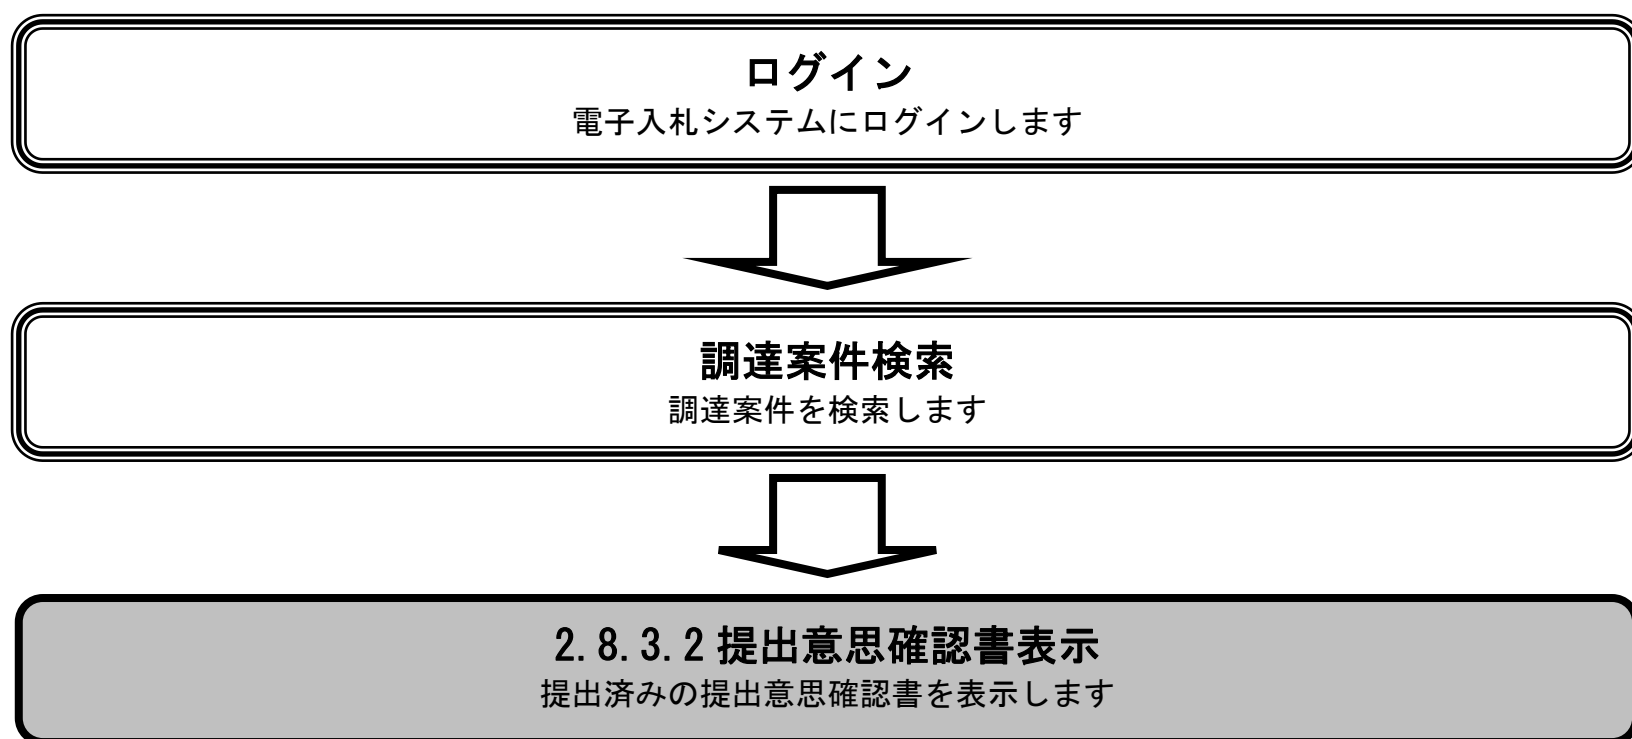 ログイン
電子入札システムにログインします
調達案件検索
調達案件を検索します
2.8.3.2 提出意思確認書表示
提出済みの提出意思確認書を表示します